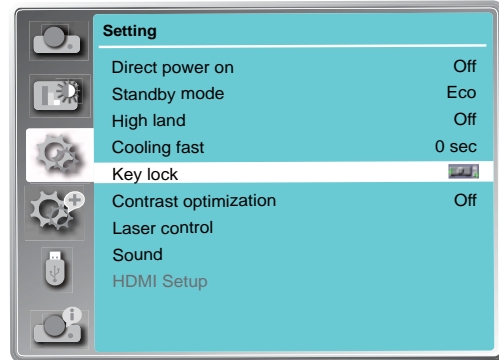 Setting
Direct power on Off
Standby mode Eco
High land Off
Cooling fast 0 sec
Key lock
Contrast optimization Off
Laser control
Sound
HDMI Setup